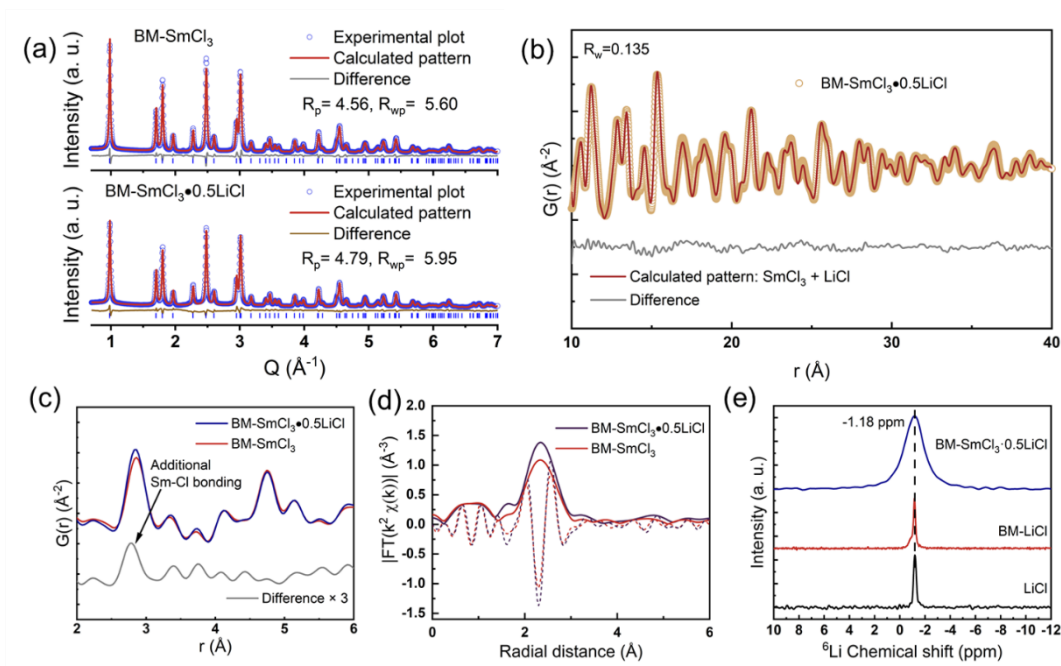 (a)
BM-SmCl₃
Experimental plot
Calculated pattern
Difference
Rₚ= 4.56, Rwp= 5.60
Intensity (a. u.)
BM-SmCl₃●0.5LiCl
Experimental plot
Calculated pattern
Difference
Rₚ= 4.79, Rwp= 5.95
Intensity (a. u.)
1 2 3 4 5 6 7
Q (Å⁻¹)
(b)
Rw=0.135
BM-SmCl₃●0.5LiCl
G(r) (Å⁻²)
Calculated pattern: SmCl₃ + LiCl
Difference
10 20 30 40
r (Å)
(c)
BM-SmCl₃●0.5LiCl
BM-SmCl₃
Additional
Sm-Cl bonding
G(r) (Å⁻²)
Difference × 3
2 3 4 5 6
r (Å)
(d)
2.0
1.5
1.0
0.5
0.0
-0.5
-1.0
-1.5
BM-SmCl₃●0.5LiCl
BM-SmCl₃
|FT(k² χ(k))| (Å⁻³)
0 2 4 6
Radial distance (Å)
(e)
-1.18 ppm
BM-SmCl₃·0.5LiCl
BM-LiCl
LiCl
Intensity (a. u.)
10 8 6 4 2 0 -2 -4 -6 -8 -10 -12
⁶Li Chemical shift (ppm)